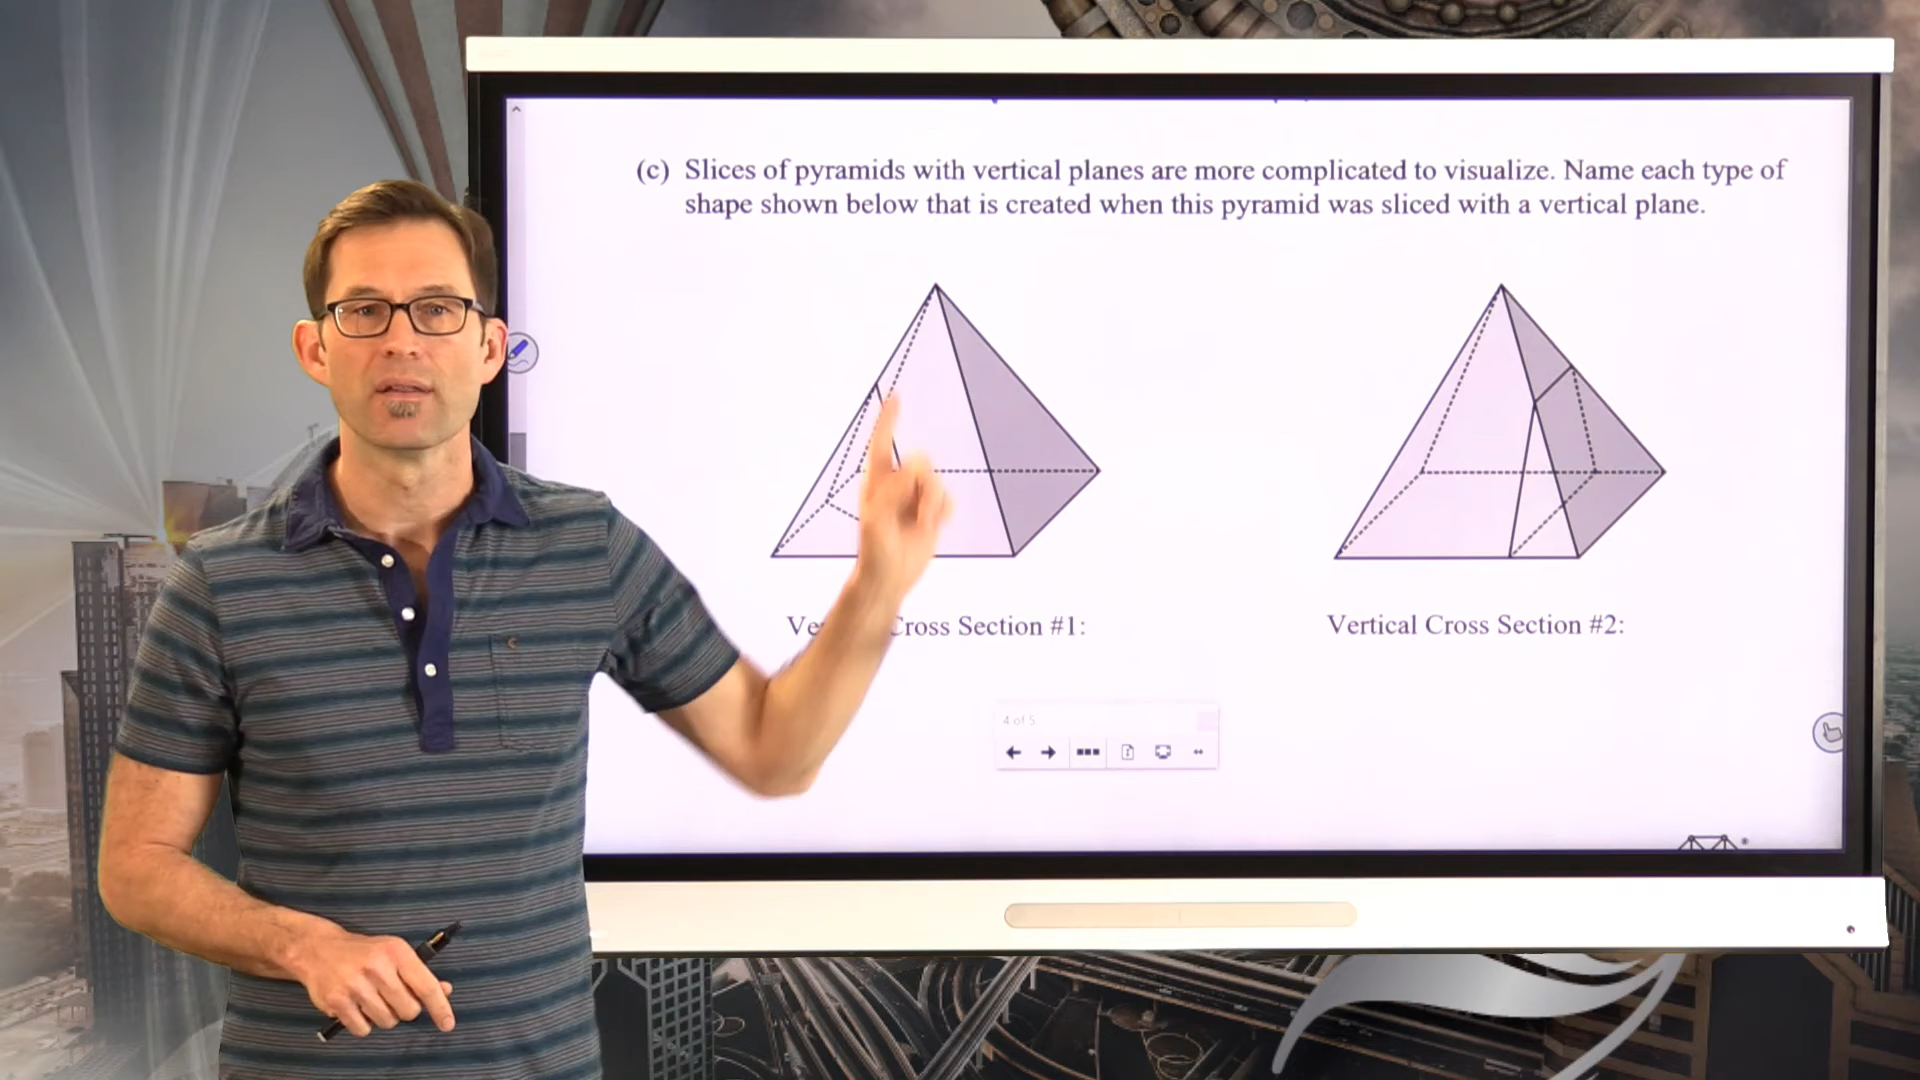 (c) Slices of pyramids with vertical planes are more complicated to visualize. Name each type of
shape shown below that is created when this pyramid was sliced with a vertical plane.
Cross Section #1:
Vertical Cross Section #2:
4 of 5